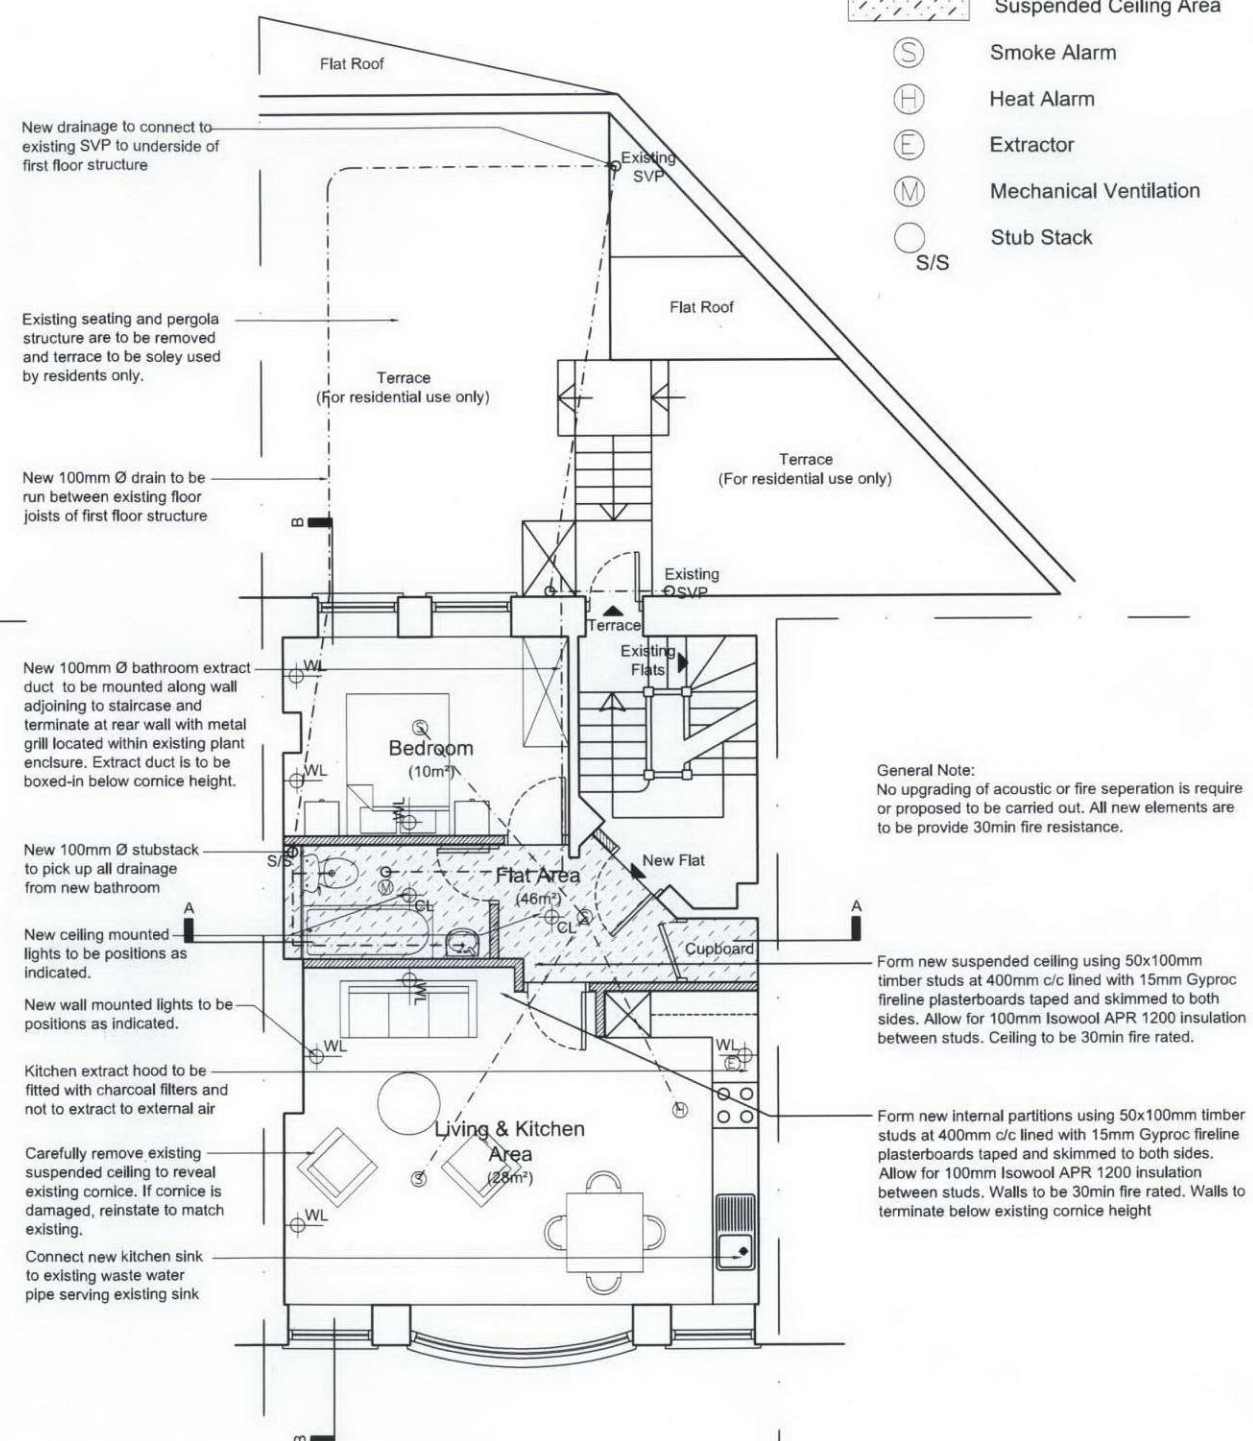 Suspended Ceiling Area
S
Smoke Alarm
H
Heat Alarm
E
Extractor
M
Mechanical Ventilation
Stub Stack
S/S
Flat Roof
New drainage to connect to
existing SVP to underside of
first floor structure
Existing
SVP
Flat Roof
Existing seating and pergola
structure are to be removed
and terrace to be soley used
by residents only.
Terrace
(For residential use only)
Terrace
(For residential use only)
New 100mm Ø drain to be
run between existing floor
joists of first floor structure
B
Existing
SVP
Terrace
Existing
Flats
New 100mm Ø bathroom extract
duct to be mounted along wall
adjoining to staircase and
terminate at rear wall with metal
grill located within existing plant
enclsure. Extract duct is to be
boxed-in below cornice height.
WL
S
Bedroom
(10m²)
WL
WL
General Note:
No upgrading of acoustic or fire seperation is require
or proposed to be carried out. All new elements are
to be provide 30min fire resistance.
New 100mm Ø stubstack
to pick up all drainage
from new bathroom
S/S
M
CL
Flat Area
(46m²)
CL
New Flat
Cupboard
A
A
New ceiling mounted
lights to be positions as
indicated.
New wall mounted lights to be
positions as indicated.
WL
WL
WL
E
Form new suspended ceiling using 50x100mm
timber studs at 400mm c/c lined with 15mm Gyproc
fireline plasterboards taped and skimmed to both
sides. Allow for 100mm Isowool APR 1200 insulation
between studs. Ceiling to be 30min fire rated.
Kitchen extract hood to be
fitted with charcoal filters and
not to extract to external air
H
Living & Kitchen
Area
(28m²)
S
Form new internal partitions using 50x100mm timber
studs at 400mm c/c lined with 15mm Gyproc fireline
plasterboards taped and skimmed to both sides.
Allow for 100mm Isowool APR 1200 insulation
between studs. Walls to be 30min fire rated. Walls to
terminate below existing cornice height
Carefully remove existing
suspended ceiling to reveal
existing cornice. If cornice is
damaged, reinstate to match
existing.
WL
Connect new kitchen sink
to existing waste water
pipe serving existing sink
B